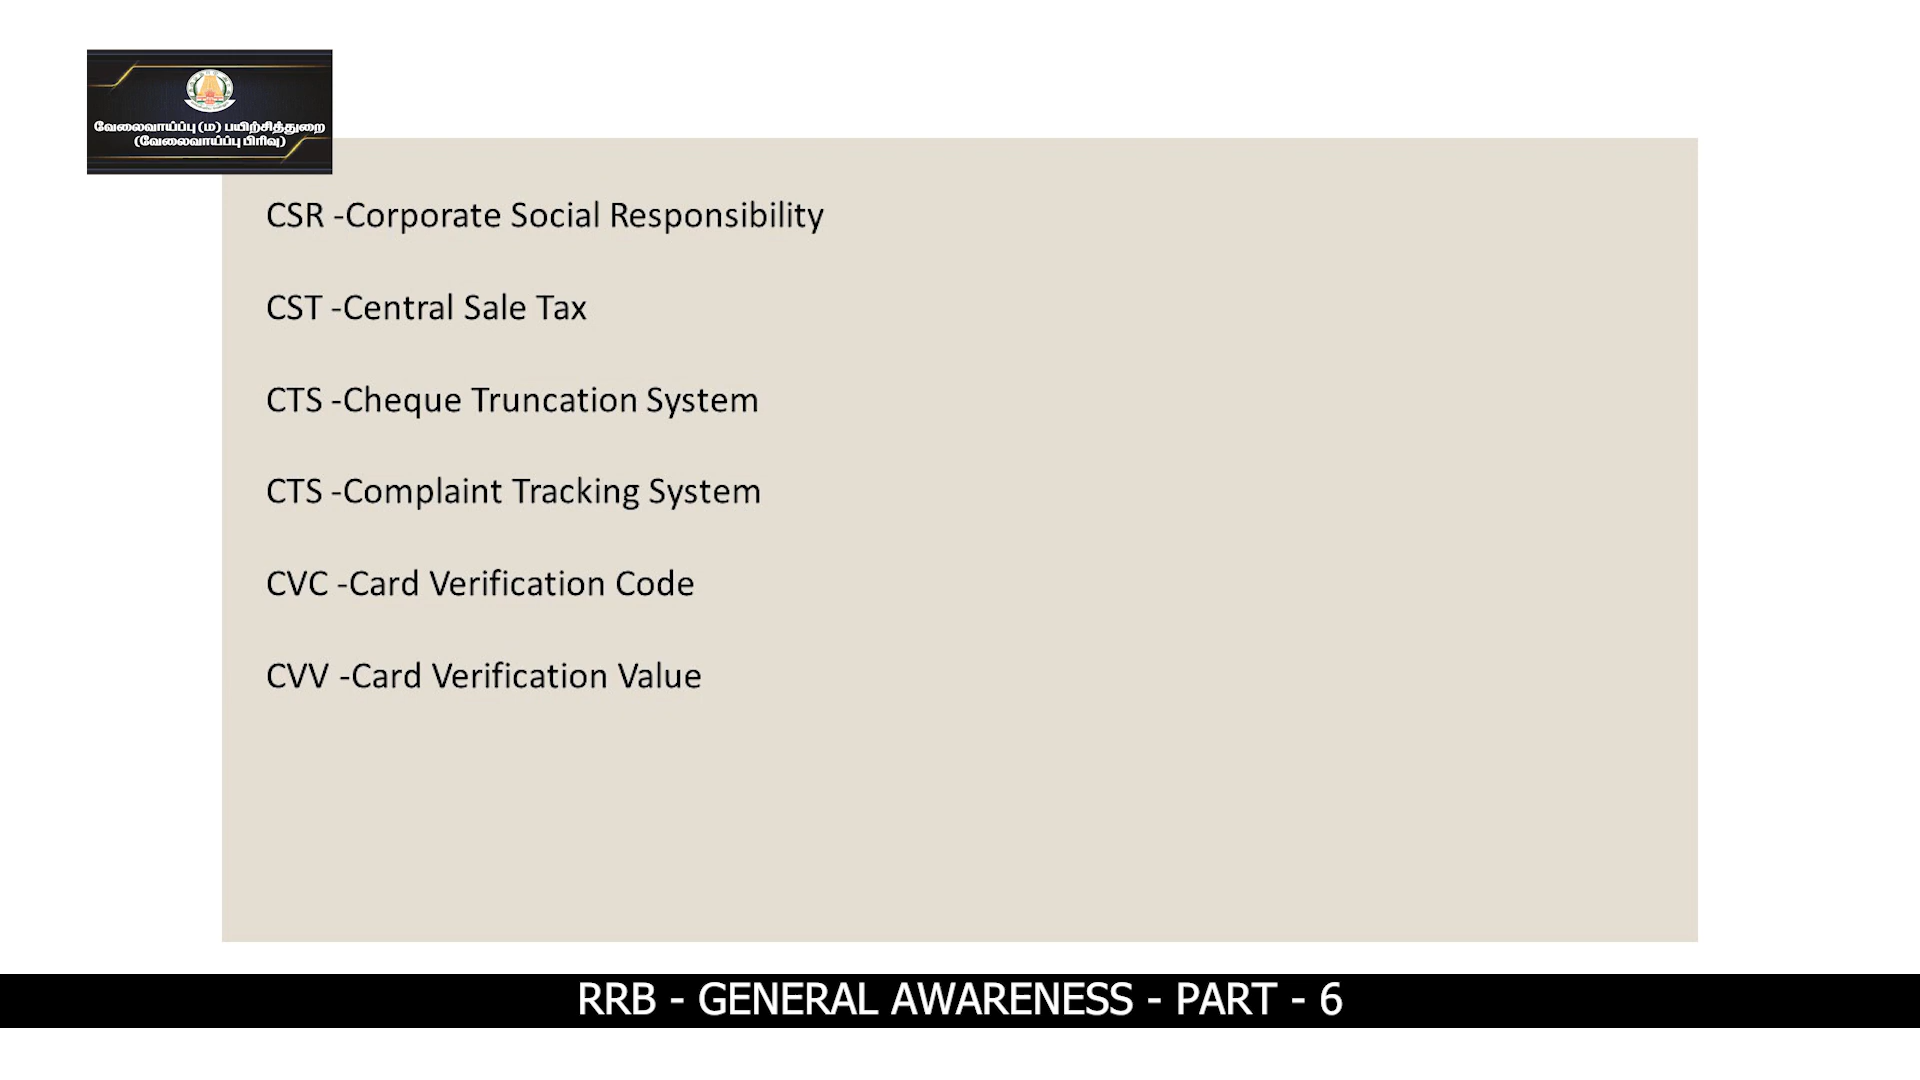 வேலைவாய்ப்பு (ம) பயிற்சித்துறை
(வேலைவாய்ப்பு பிரிவு)
CSR -Corporate Social Responsibility
CST -Central Sale Tax
CTS -Cheque Truncation System
CTS -Complaint Tracking System
CVC -Card Verification Code
CVV -Card Verification Value
RRB - GENERAL AWARENESS - PART - 6